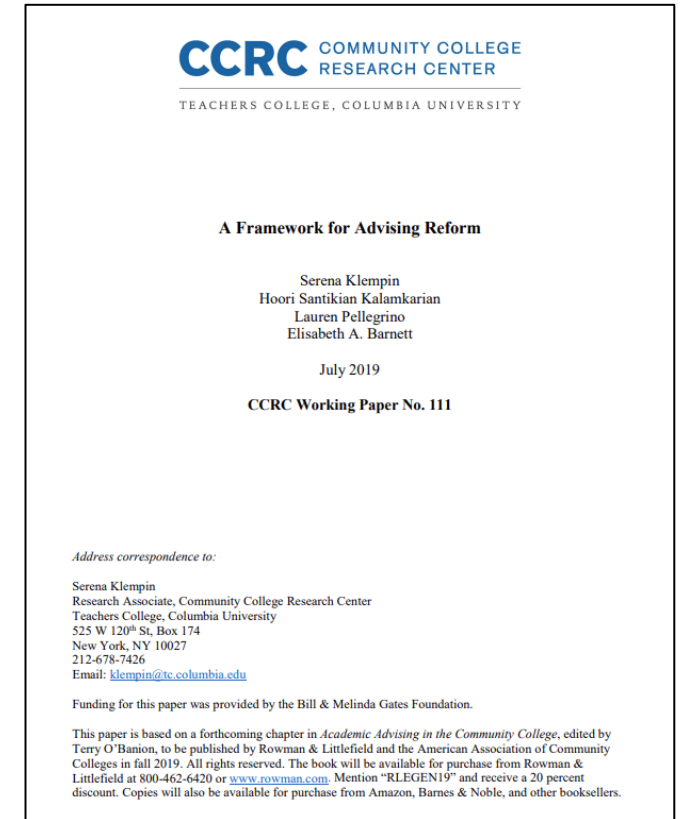 CCRC COMMUNITY COLLEGE
RESEARCH CENTER
TEACHERS COLLEGE, COLUMBIA UNIVERSITY
A Framework for Advising Reform
Serena Klempin
Hoori Santikian Kalamkarian
Lauren Pellegrino
Elisabeth A. Barnett
July 2019
CCRC Working Paper No. 111
Address correspondence to:
Serena Klempin
Research Associate, Community College Research Center
Teachers College, Columbia University
525 W 120th St, Box 174
New York, NY 10027
212-678-7426
Email: klempin@tc.columbia.edu
Funding for this paper was provided by the Bill & Melinda Gates Foundation.
This paper is based on a forthcoming chapter in Academic Advising in the Community College, edited by
Terry O’Banion, to be published by Rowman & Littlefield and the American Association of Community
Colleges in fall 2019. All rights reserved. The book will be available for purchase from Rowman &
Littlefield at 800-462-6420 or www.rowman.com. Mention “RLEGEN19” and receive a 20 percent
discount. Copies will also be available for purchase from Amazon, Barnes & Noble, and other booksellers.